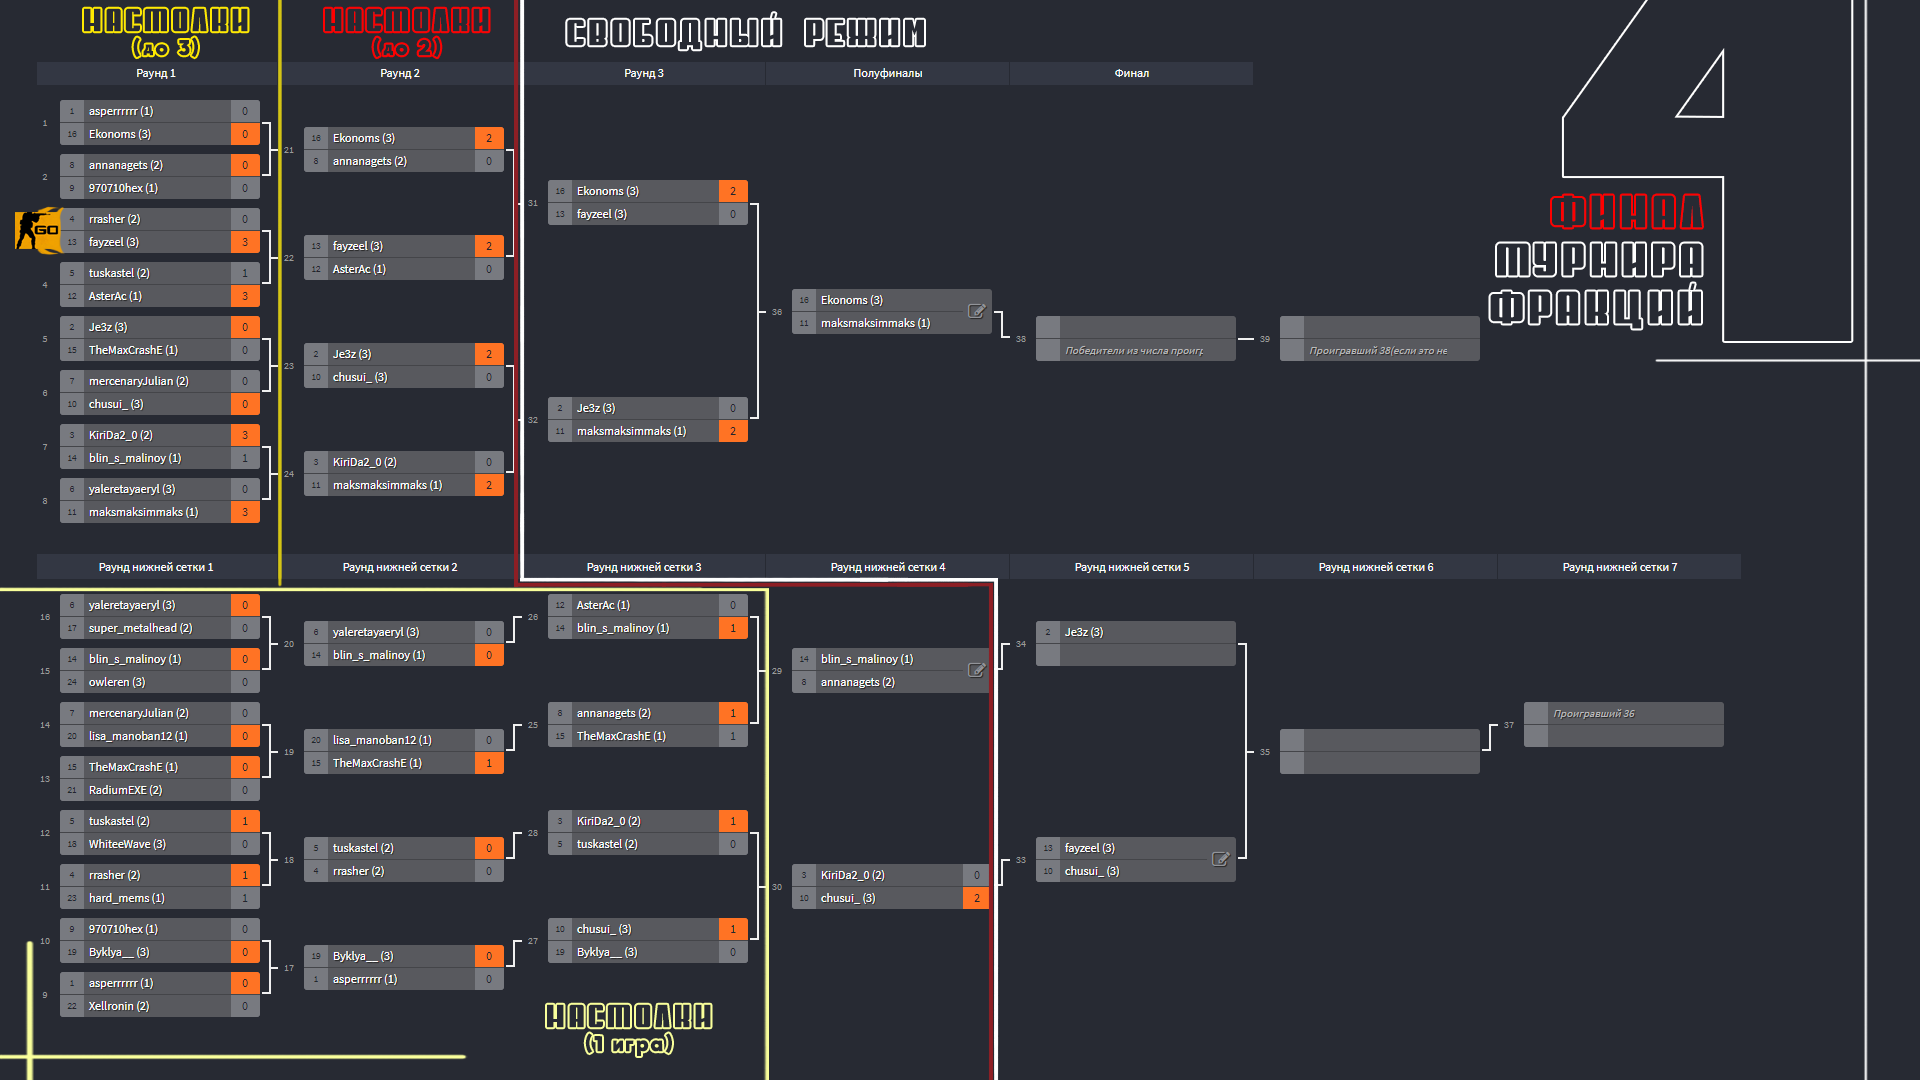 НАСТОЛКИ
(до 3)
НАСТОЛКИ
(до 2)
СВОБОДНЫЙ РЕЖИМ
4
ФИНАЛ
ТУРНИРА
ФРАКЦИЙ
Раунд 1
Раунд 2
Раунд 3
Полуфиналы
Финал
1
1 asperrrrrr (1) 0
16 Ekonoms (3) 0
2
8 annanagets (2) 0
9 970710hex (1) 0
GO
4 rrasher (2) 0
13 fayzeel (3) 3
4
5 tuskastel (2) 1
12 AsterAc (1) 3
5
2 Je3z (3) 0
15 TheMaxCrashE (1) 0
6
7 mercenaryJulian (2) 0
10 chusui_ (3) 0
7
3 KiriDa2_0 (2) 3
14 blin_s_malinoy (1) 1
8
6 yaleretayaeryl (3) 0
11 maksmaksimmaks (1) 3
21
16 Ekonoms (3) 2
8 annanagets (2) 0
22
13 fayzeel (3) 2
12 AsterAc (1) 0
23
2 Je3z (3) 2
10 chusui_ (3) 0
24
3 KiriDa2_0 (2) 0
11 maksmaksimmaks (1) 2
31
16 Ekonoms (3) 2
13 fayzeel (3) 0
32
2 Je3z (3) 0
11 maksmaksimmaks (1) 2
36
16 Ekonoms (3)
11 maksmaksimmaks (1)
38
Победители из числа проигр
39
Проигравший 38(если это не
Раунд нижней сетки 1
Раунд нижней сетки 2
Раунд нижней сетки 3
Раунд нижней сетки 4
Раунд нижней сетки 5
Раунд нижней сетки 6
Раунд нижней сетки 7
16
6 yaleretayaeryl (3) 0
17 super_metalhead (2) 0
15
14 blin_s_malinoy (1) 0
24 owleren (3) 0
14
7 mercenaryJulian (2) 0
20 lisa_manoban12 (1) 0
13
15 TheMaxCrashE (1) 0
21 RadiumEXE (2) 0
12
5 tuskastel (2) 1
18 WhiteeWave (3) 0
11
4 rrasher (2) 1
23 hard_mems (1) 1
10
9 970710hex (1) 0
19 Byklya__ (3) 0
9
1 asperrrrrr (1) 0
22 Xellronin (2) 0
20
6 yaleretayaeryl (3) 0
14 blin_s_malinoy (1) 0
19
20 lisa_manoban12 (1) 0
15 TheMaxCrashE (1) 1
18
5 tuskastel (2) 0
4 rrasher (2) 0
17
19 Byklya__ (3) 0
1 asperrrrrr (1) 0
26
12 AsterAc (1) 0
14 blin_s_malinoy (1) 1
25
8 annanagets (2) 1
15 TheMaxCrashE (1) 1
28
3 KiriDa2_0 (2) 1
5 tuskastel (2) 0
27
10 chusui_ (3) 1
19 Byklya__ (3) 0
НАСТОЛКИ
(1 игра)
29
14 blin_s_malinoy (1)
8 annanagets (2)
30
3 KiriDa2_0 (2) 0
10 chusui_ (3) 2
34
2 Je3z (3)
33
13 fayzeel (3)
10 chusui_ (3)
35
37
Проигравший 36